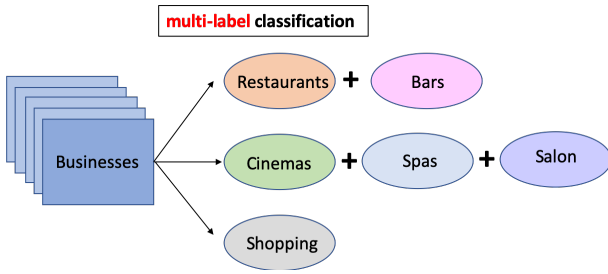 multi-label classification
Restaurants + Bars
Businesses
Cinemas + Spas + Salon
Shopping